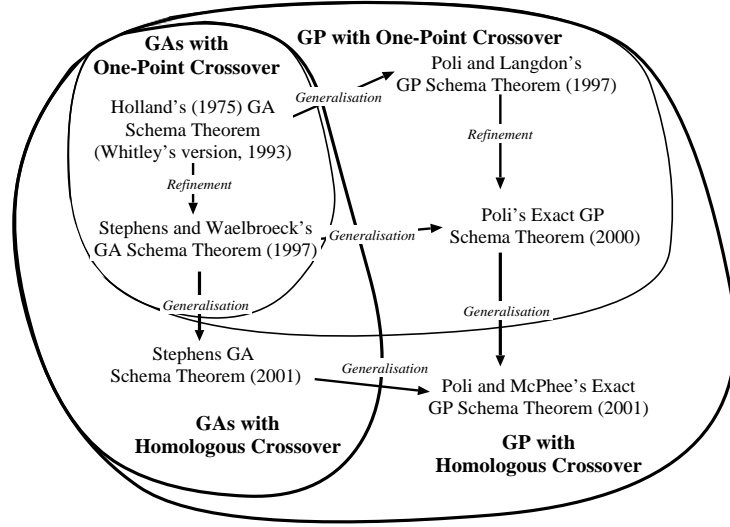 GAs with
One-Point Crossover
GP with One-Point Crossover
Poli and Langdon's
GP Schema Theorem (1997)
Generalisation
Holland's (1975) GA
Schema Theorem
(Whitley's version, 1993)
Refinement
Refinement
Stephens and Waelbroeck's
GA Schema Theorem (1997)
Generalisation
Poli's Exact GP
Schema Theorem (2000)
Generalisation
Generalisation
Stephens GA
Schema Theorem (2001)
Generalisation
Poli and McPhee's Exact
GP Schema Theorem (2001)
GAs with
Homologous Crossover
GP with
Homologous Crossover